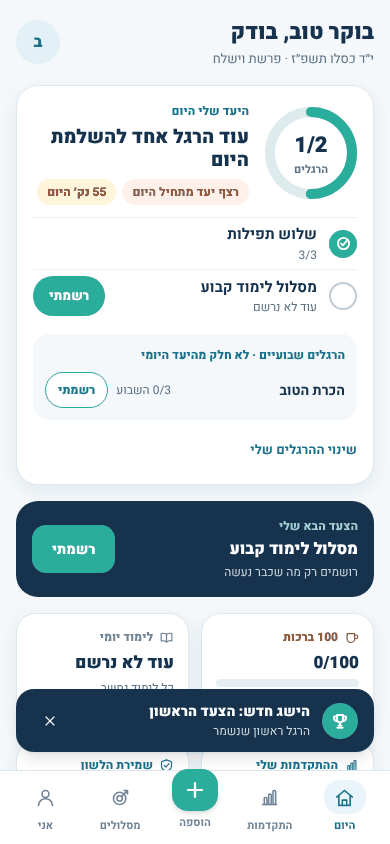 בוקר טוב, בודק
י״ד כסלו תשפ״ז · פרשת וישלח
ב
היעד שלי היום
עוד הרגל אחד להשלמת
היום
רצף יעד מתחיל היום
55 נק׳ היום
1/2
הרגלים
שלוש תפילות
3/3
מסלול לימוד קבוע
עוד לא נרשם
רשמתי
הרגלים שבועיים · לא חלק מהיעד היומי
הכרת הטוב
0/3 השבוע
רשמתי
שינוי ההרגלים שלי
הצעד הבא שלי
מסלול לימוד קבוע
רושמים רק מה שכבר נעשה
רשמתי
100 ברכות
0/100
לימוד יומי
עוד לא נרשם
הישג חדש: הצעד הראשון
הרגל ראשון שנשמר
ההתקדמות שלי
שמירת הלשון
היום
התקדמות
הוספה
מסלולים
אני